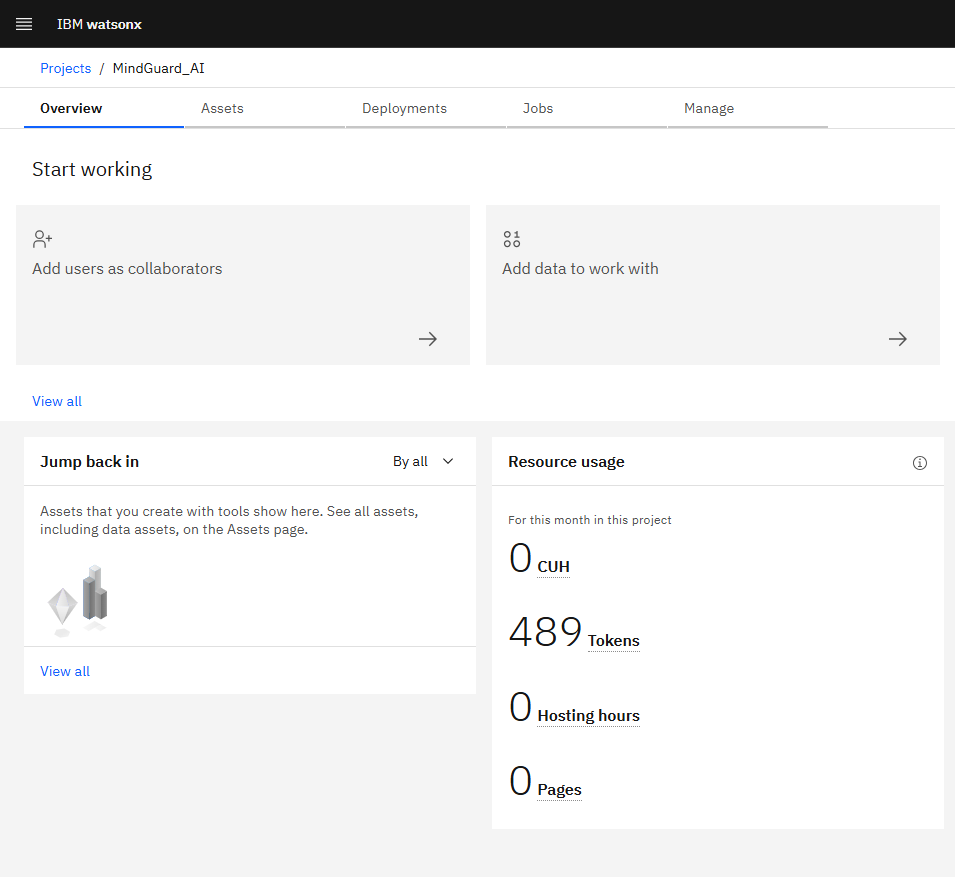 IBM watsonx
Projects / MindGuard_AI
Overview Assets Deployments Jobs Manage
Start working
Add users as collaborators
Add data to work with
View all
Jump back in By all
Assets that you create with tools show here. See all assets,
including data assets, on the Assets page.
View all
Resource usage
For this month in this project
0 CUH
489 Tokens
0 Hosting hours
0 Pages